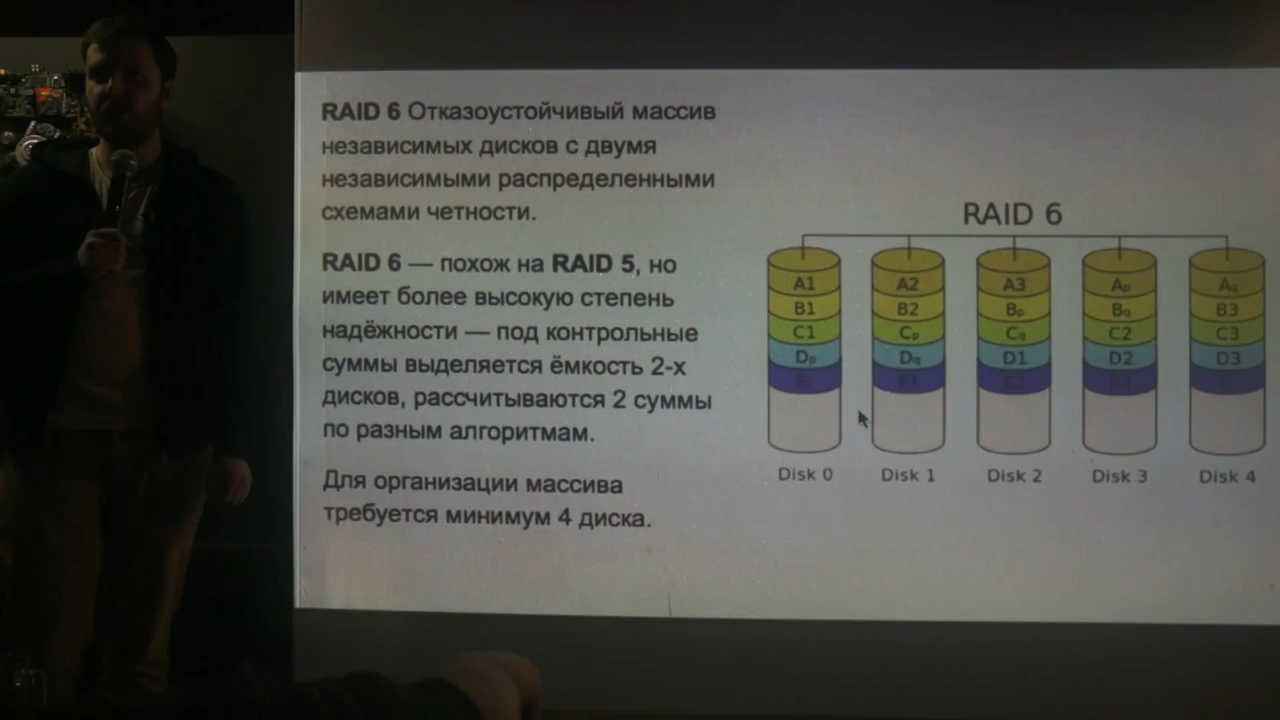 RAID 6 Отказоустойчивый массив
независимых дисков с двумя
независимыми распределенными
схемами четности.
RAID 6 — похож на RAID 5, но
имеет более высокую степень
надёжности — под контрольные
суммы выделяется ёмкость 2-х
дисков, рассчитываются 2 суммы
по разным алгоритмам.
Для организации массива
требуется минимум 4 диска.
RAID 6
A1 A2 A3 Ap Aq
B1 B2 Bp Bq B3
C1 Cp Cq C2 C3
Dp Dq D1 D2 D3
Disk 0 Disk 1 Disk 2 Disk 3 Disk 4